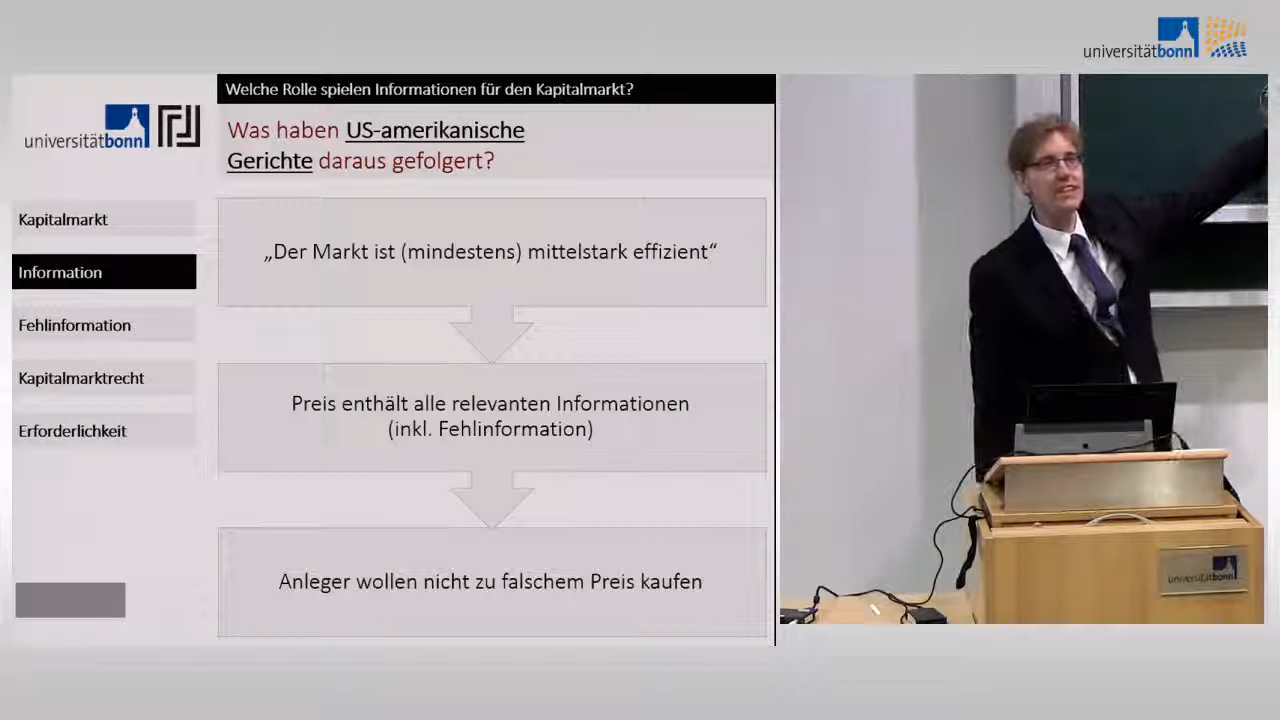 universitätbonn
Welche Rolle spielen Informationen für den Kapitalmarkt?
universitätbonn
Was haben US-amerikanische
Gerichte daraus gefolgert?
Kapitalmarkt
Information
Fehlinformation
Kapitalmarktrecht
Erforderlichkeit
„Der Markt ist (mindestens) mittelstark effizient“
Preis enthält alle relevanten Informationen
(inkl. Fehlinformation)
Anleger wollen nicht zu falschem Preis kaufen
universitätbonn